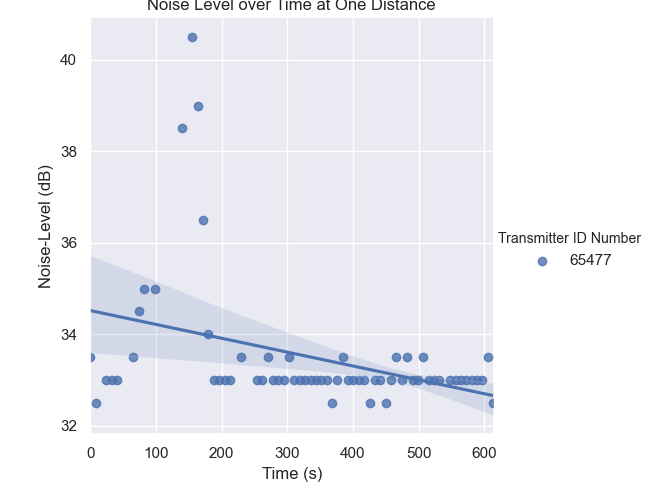 Noise Level over Time at One Distance
Noise-Level (dB)
40
38
36
34
32
0 100 200 300 400 500 600
Time (s)
Transmitter ID Number
65477